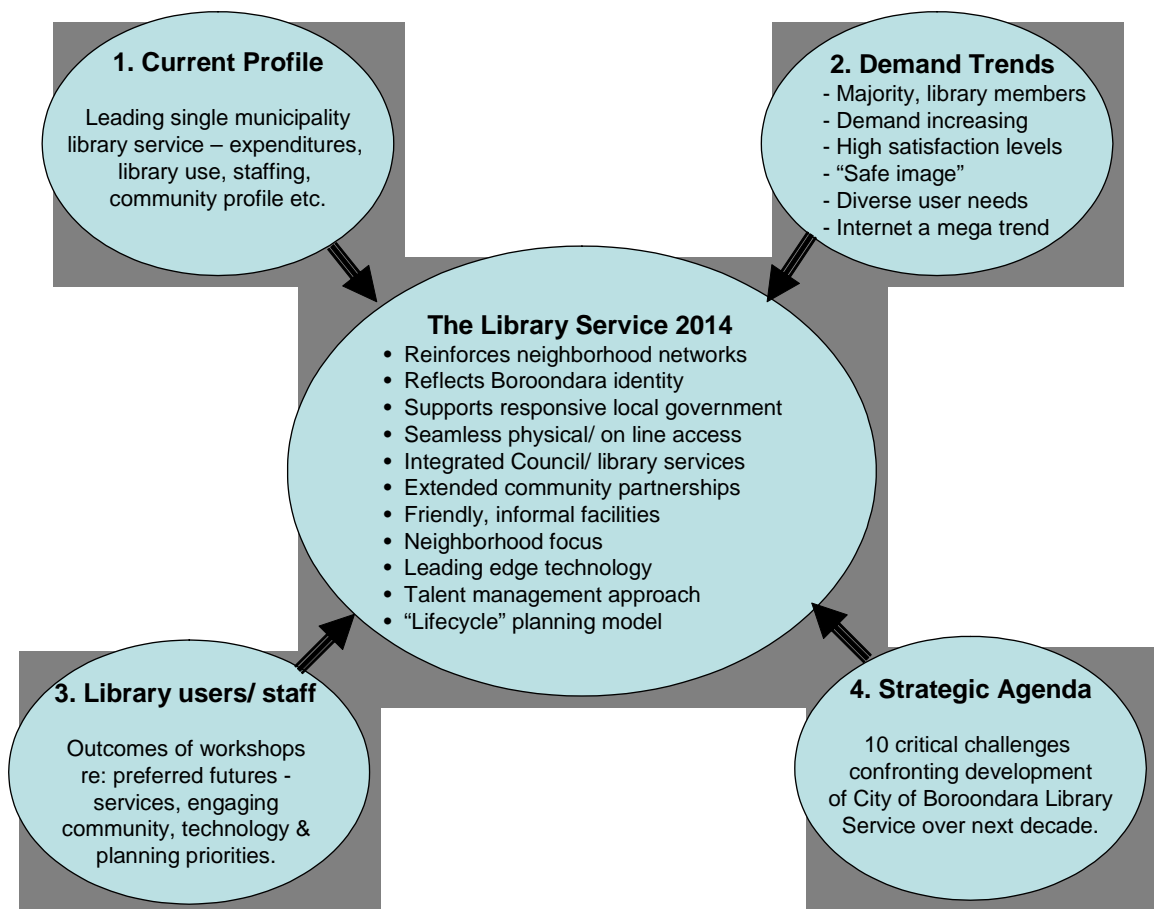 1. Current Profile
Leading single municipality
library service – expenditures,
library use, staffing,
community profile etc.
2. Demand Trends
- Majority, library members
- Demand increasing
- High satisfaction levels
- “Safe image”
- Diverse user needs
- Internet a mega trend
The Library Service 2014
• Reinforces neighborhood networks
• Reflects Boroondara identity
• Supports responsive local government
• Seamless physical/ on line access
• Integrated Council/ library services
• Extended community partnerships
• Friendly, informal facilities
• Neighborhood focus
• Leading edge technology
• Talent management approach
• “Lifecycle” planning model
3. Library users/ staff
Outcomes of workshops
re: preferred futures -
services, engaging
community, technology &
planning priorities.
4. Strategic Agenda
10 critical challenges
confronting development
of City of Boroondara Library
Service over next decade.